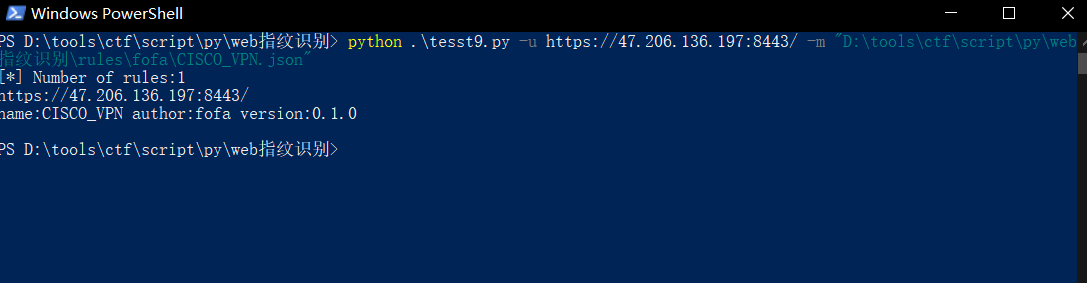 Windows PowerShell
PS D:\tools\ctf\script\py\web指纹识别> python .\tesst9.py -u https://47.206.136.197:8443/ -m "D:\tools\ctf\script\py\web
指纹识别\rules\fofa\CISCO_VPN.json"
[*] Number of rules:1
https://47.206.136.197:8443/
name:CISCO_VPN author:fofa version:0.1.0
PS D:\tools\ctf\script\py\web指纹识别>